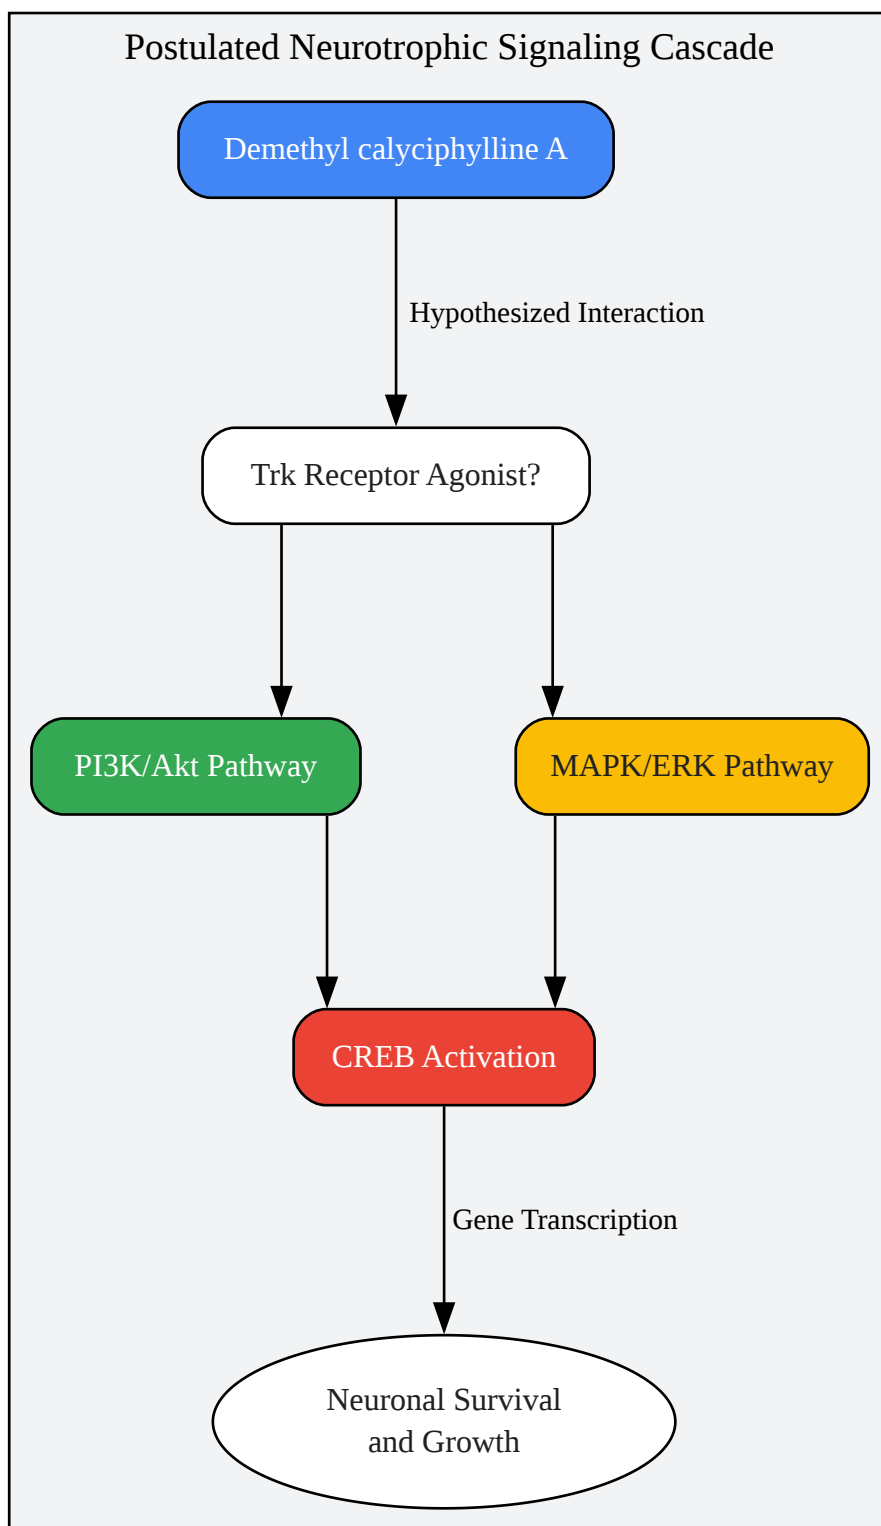 Postulated Neurotrophic Signaling Cascade
Demethyl calyciphylline A
Hypothesized Interaction
Trk Receptor Agonist?
PI3K/Akt Pathway
MAPK/ERK Pathway
CREB Activation
Gene Transcription
Neuronal Survival
and Growth